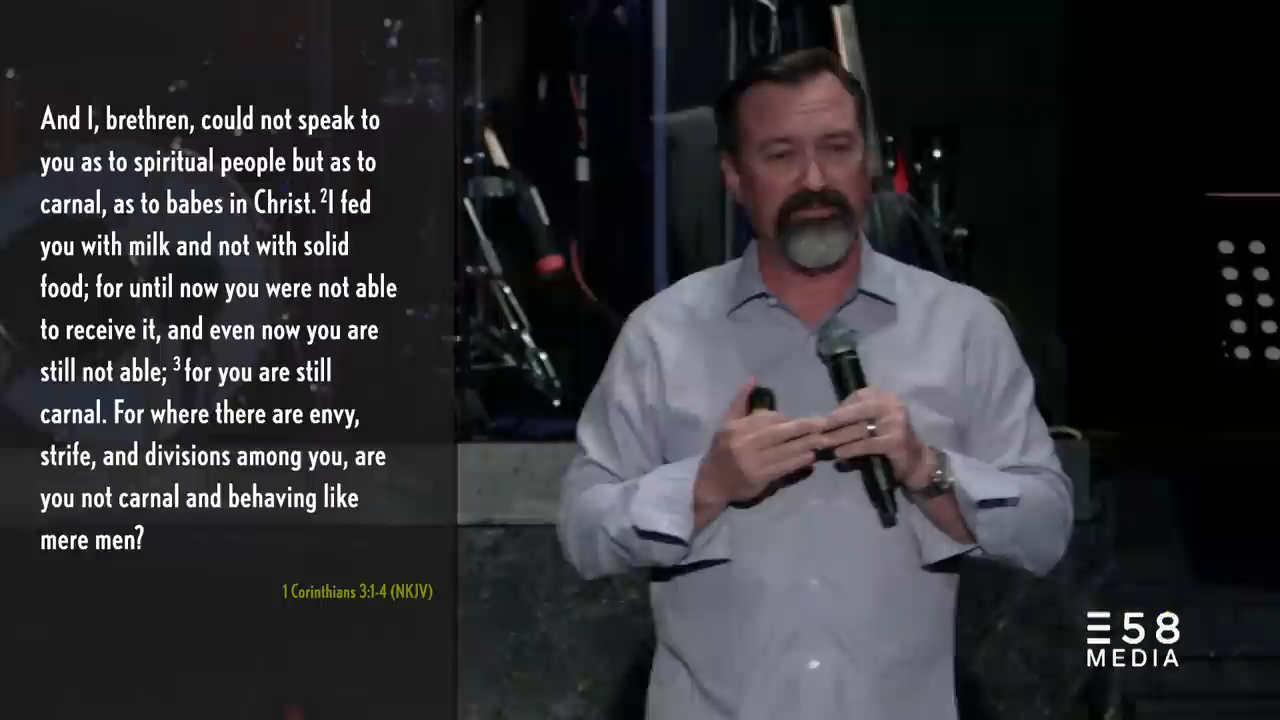 And I, brethren, could not speak to
you as to spiritual people but as to
carnal, as to babes in Christ. ²I fed
you with milk and not with solid
food; for until now you were not able
to receive it, and even now you are
still not able; ³ for you are still
carnal. For where there are envy,
strife, and divisions among you, are
you not carnal and behaving like
mere men?
1 Corinthians 3:1-4 (NKJV)
E58
MEDIA